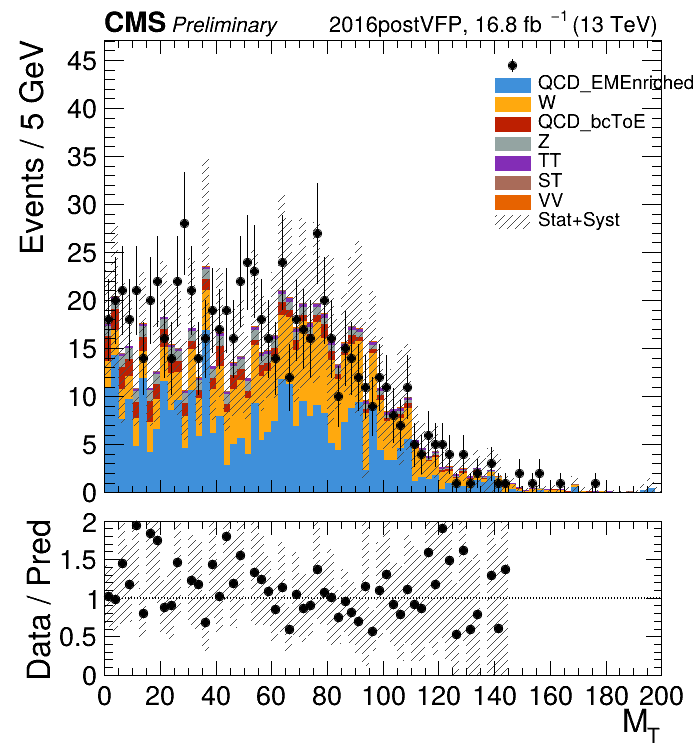 CMS Preliminary 2016postVFP, 16.8 fb⁻¹ (13 TeV)
Events / 5 GeV
45
40
35
30
25
20
15
10
5
0
QCD_EMEnriched
W
QCD_bcToE
Z
TT
ST
VV
Stat+Syst
Data / Pred
2
1.5
1
0.5
0
0 20 40 60 80 100 120 140 160 180 200
M_T